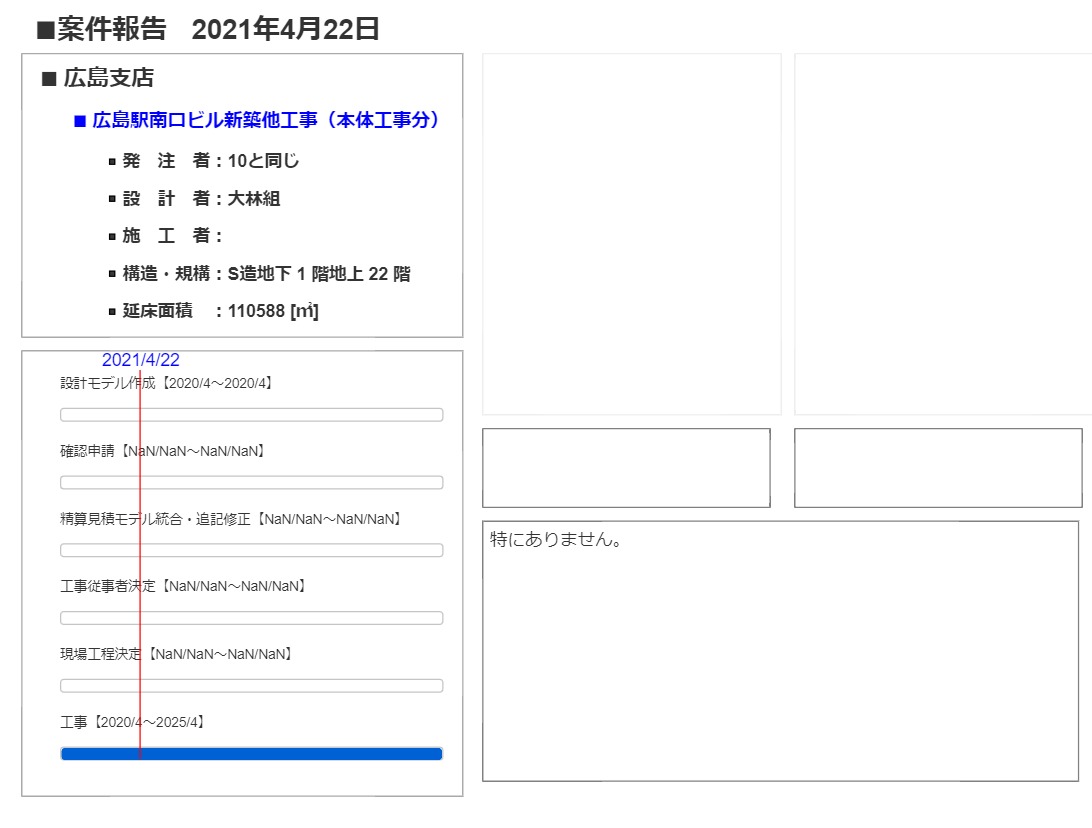 ■案件報告　2021年4月22日
■ 広島支店
■ 広島駅南口ビル新築他工事（本体工事分）
▪ 発　注　者：10と同じ
▪ 設　計　者：大林組
▪ 施　工　者：
▪ 構造・規構：S造地下 1 階地上 22 階
▪ 延床面積　：110588 [㎡]
2021/4/22
設計モデル作成【2020/4～2020/4】
確認申請【NaN/NaN～NaN/NaN】
精算見積モデル統合・追記修正【NaN/NaN～NaN/NaN】
工事従事者決定【NaN/NaN～NaN/NaN】
現場工程決定【NaN/NaN～NaN/NaN】
工事【2020/4～2025/4】
特にありません。